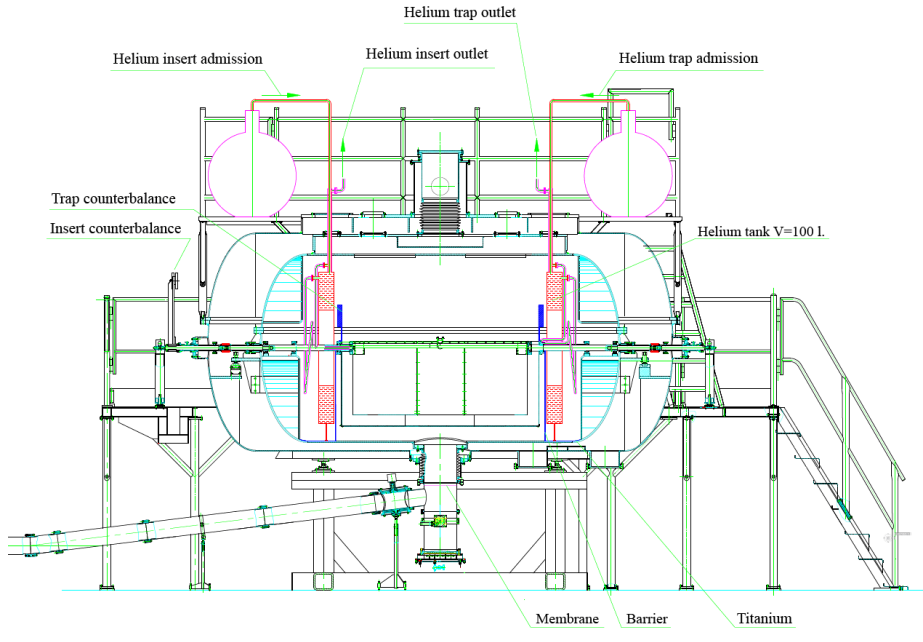 Helium trap outlet
Helium insert outlet
Helium insert admission
Helium trap admission
Trap counterbalance
Insert counterbalance
Helium tank V=100 l.
Membrane
Barrier
Titanium